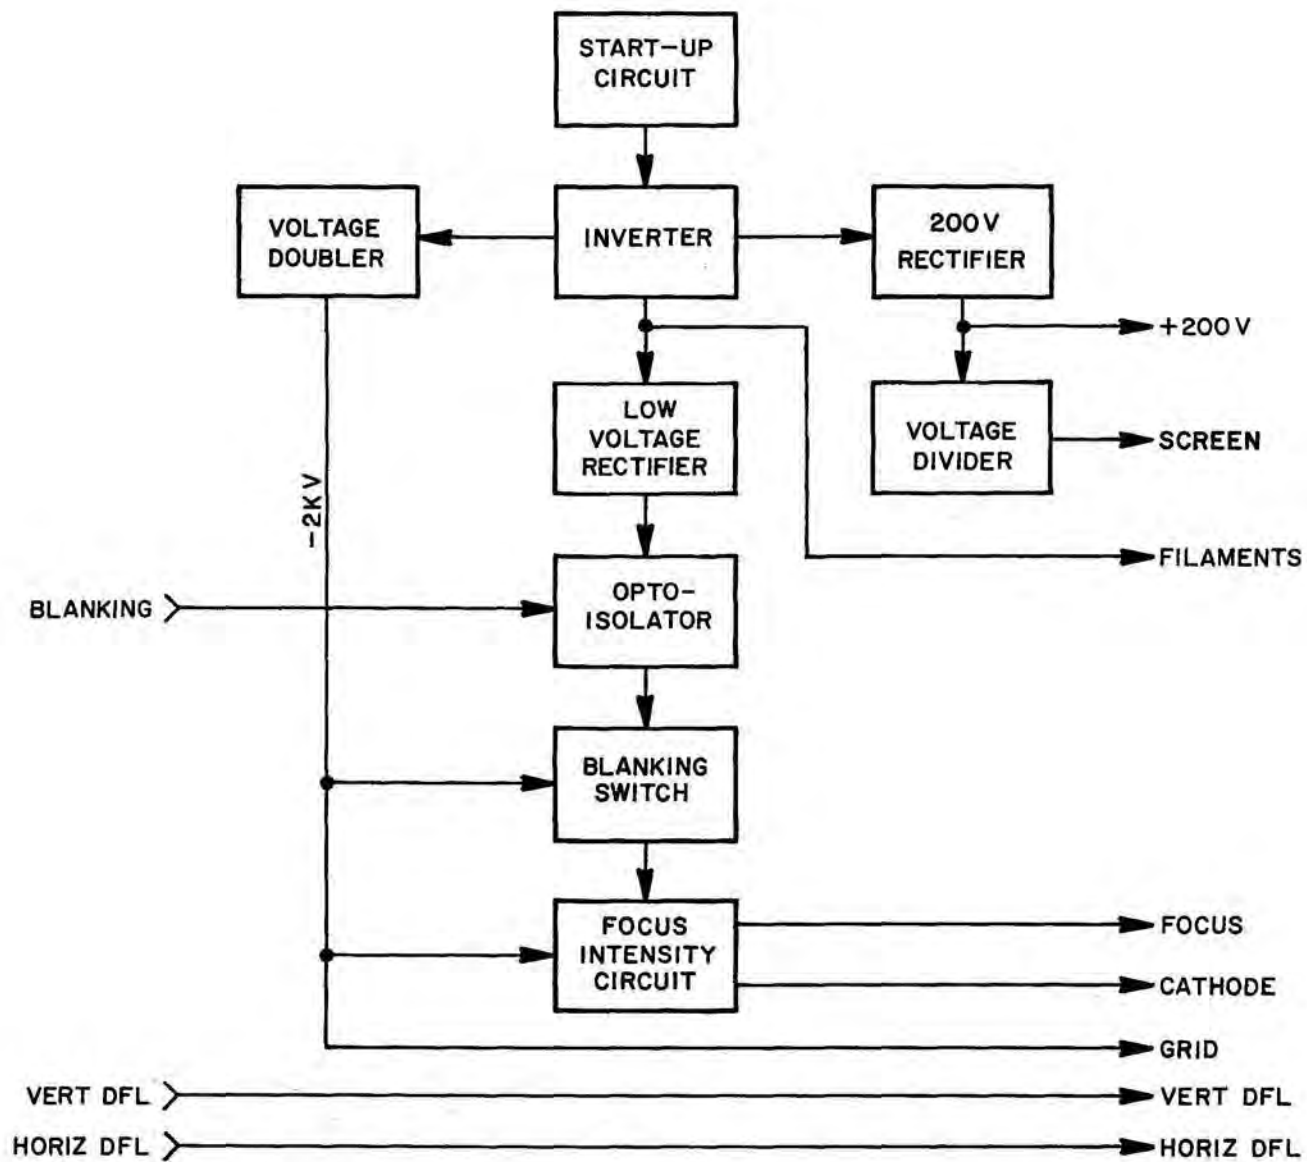 START-UP
CIRCUIT
VOLTAGE
DOUBLER
INVERTER
200V
RECTIFIER
+200V
LOW
VOLTAGE
RECTIFIER
VOLTAGE
DIVIDER
SCREEN
-2KV
FILAMENTS
BLANKING
OPTO-
ISOLATOR
BLANKING
SWITCH
FOCUS
INTENSITY
CIRCUIT
FOCUS
CATHODE
GRID
VERT DFL
VERT DFL
HORIZ DFL
HORIZ DFL